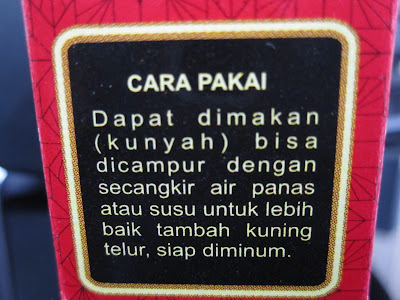 CARA PAKAI
Dapat dimakan
(kunyah) bisa
dicampur dengan
secangkir air panas
atau susu untuk lebih
baik tambah kuning
telur, siap diminum.